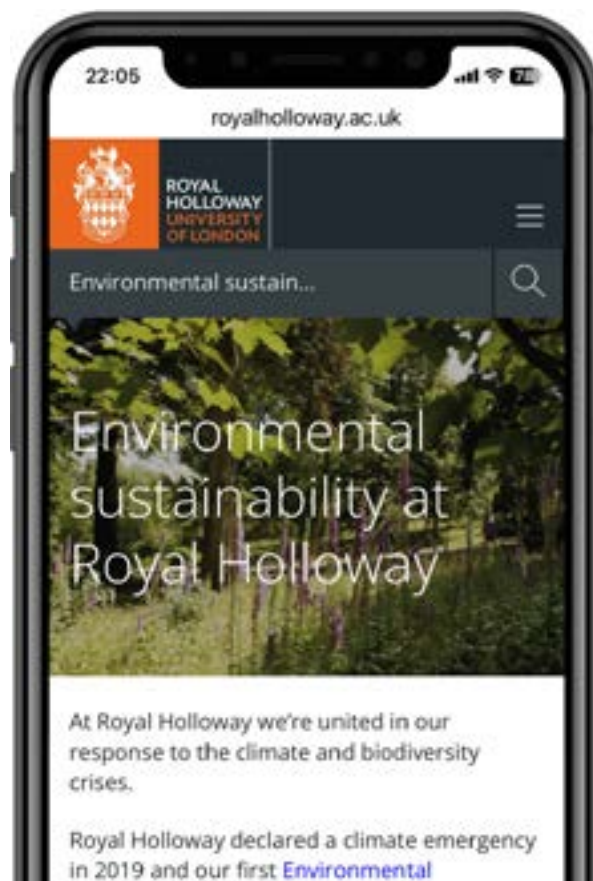 22:05
78
royalholloway.ac.uk
ROYAL
HOLLOWAY
UNIVERSITY
OF LONDON
Environmental sustain...
Environmental
sustainability at
Royal Holloway
At Royal Holloway we're united in our
response to the climate and biodiversity
crises.
Royal Holloway declared a climate emergency
in 2019 and our first Environmental